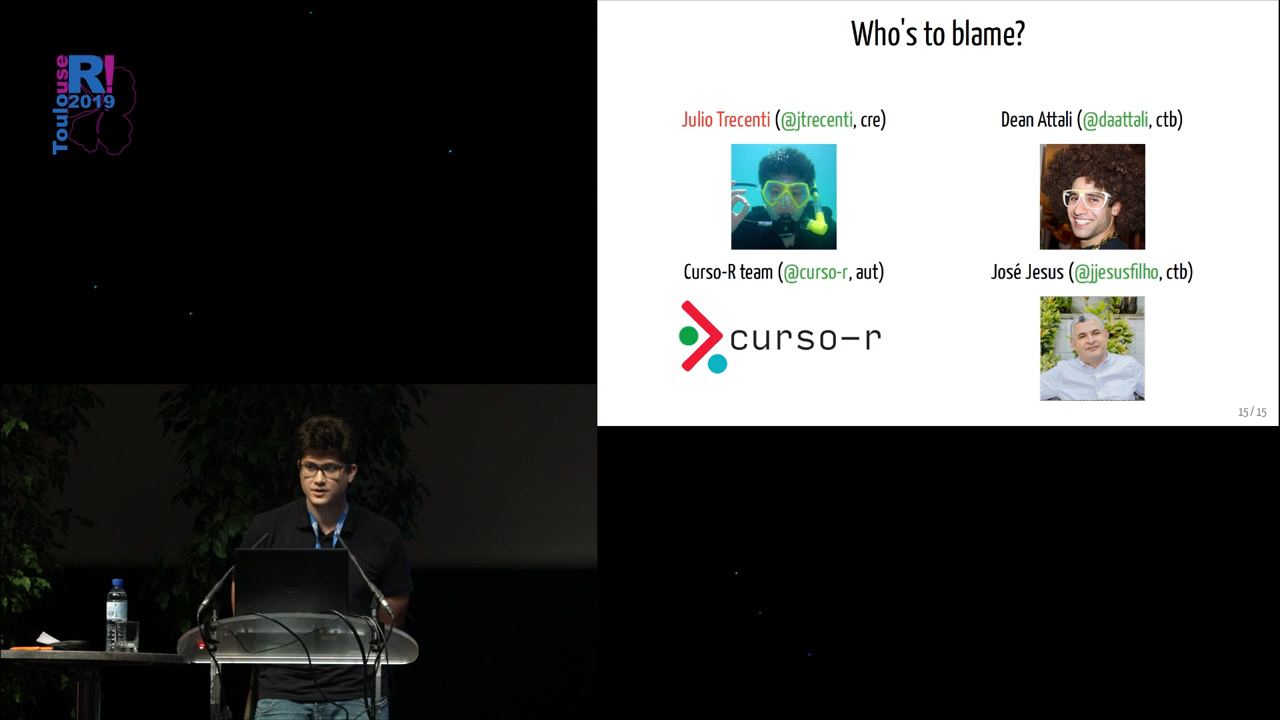 Toulouse
R!
2019
Who's to blame?
Julio Trecenti (@jtrecenti, cre)
Dean Attali (@daattali, ctb)
Curso-R team (@curso-r, aut)
José Jesus (@jjesusfilho, ctb)
curso-r
15 / 15